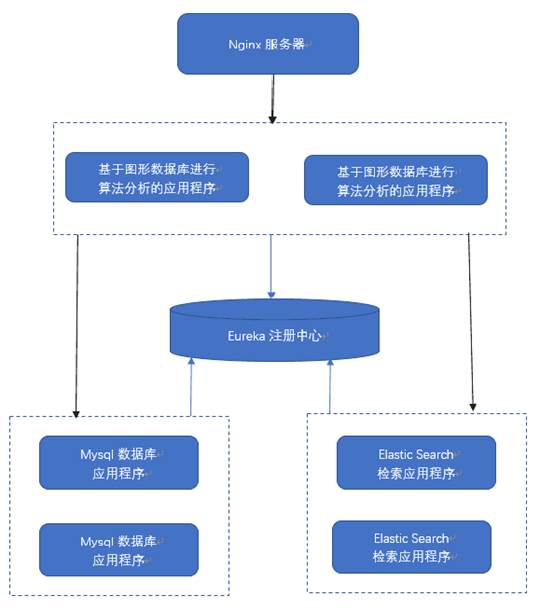 Nginx 服务器
基于图形数据库进行
算法分析的应用程序
基于图形数据库进行
算法分析的应用程序
Eureka 注册中心
Mysql 数据库
应用程序
Elastic Search
检索应用程序
Mysql 数据库
应用程序
Elastic Search
检索应用程序